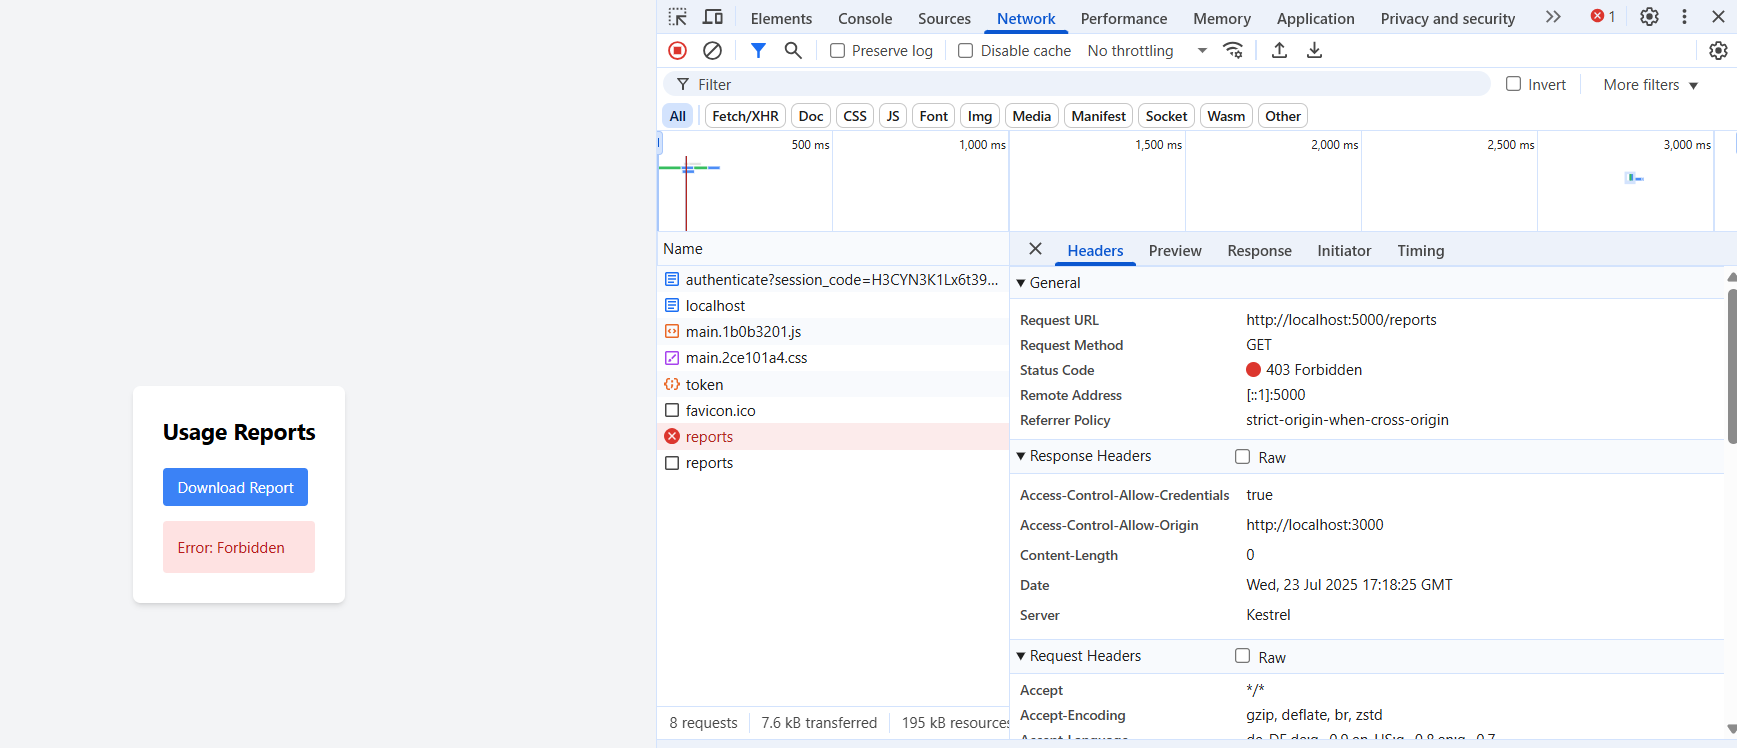 Usage Reports
Download Report
Error: Forbidden
Elements Console Sources Network Performance Memory Application Privacy and security 1
Preserve log Disable cache No throttling
Filter Invert More filters
All Fetch/XHR Doc CSS JS Font Img Media Manifest Socket Wasm Other
500 ms 1,000 ms 1,500 ms 2,000 ms 2,500 ms 3,000 ms
Name
authenticate?session_code=H3CYN3K1Lx6t39...
localhost
main.1b0b3201.js
main.2ce101a4.css
token
favicon.ico
reports
reports
8 requests 7.6 kB transferred 195 kB resources
Headers Preview Response Initiator Timing
General
Request URL http://localhost:5000/reports
Request Method GET
Status Code 403 Forbidden
Remote Address [::1]:5000
Referrer Policy strict-origin-when-cross-origin
Response Headers Raw
Access-Control-Allow-Credentials true
Access-Control-Allow-Origin http://localhost:3000
Content-Length 0
Date Wed, 23 Jul 2025 17:18:25 GMT
Server Kestrel
Request Headers Raw
Accept */*
Accept-Encoding gzip, deflate, br, zstd
Accept-Language